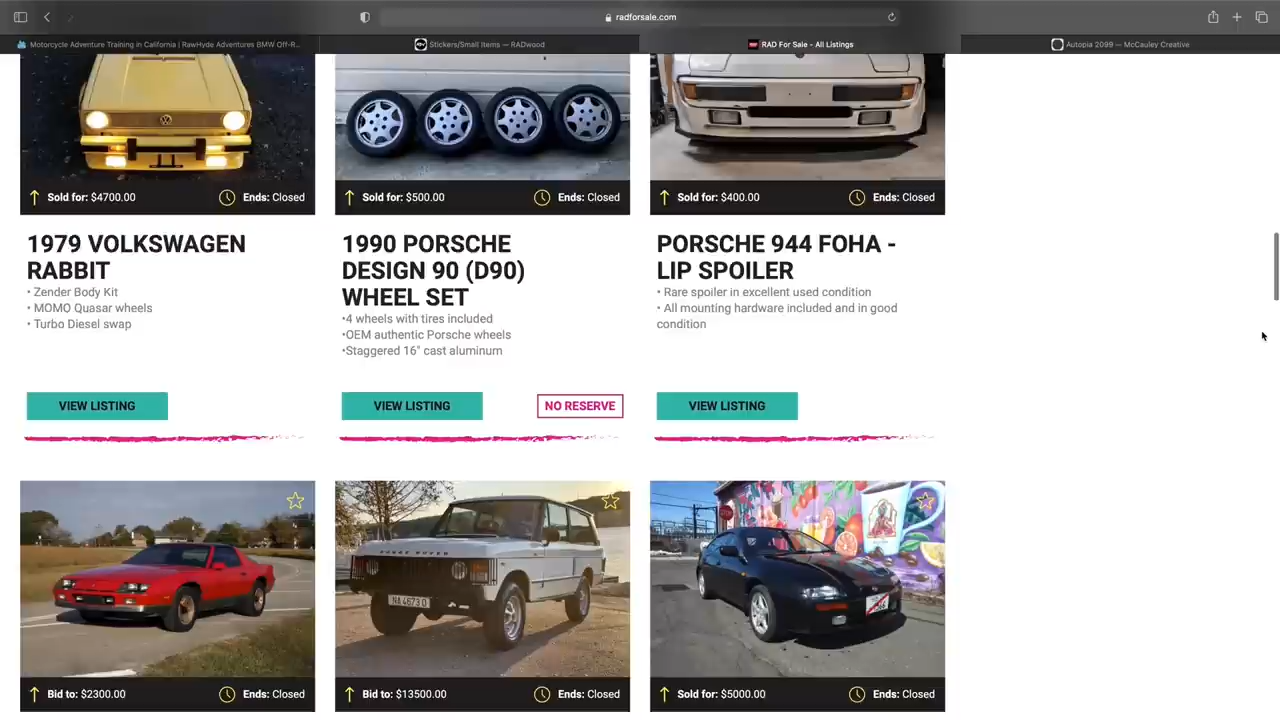 radforsale.com
Motorcycle Adventure Training in California | RawHyde Adventures BMW Off-R...
Stickers/Small Items — RADwood
RAD For Sale - All Listings
Autopia 2099 — McCauley Creative
Sold for: $4700.00
Ends: Closed
Sold for: $500.00
Ends: Closed
Sold for: $400.00
Ends: Closed
1979 VOLKSWAGEN
RABBIT
• Zender Body Kit
• MOMO Quasar wheels
• Turbo Diesel swap
VIEW LISTING
1990 PORSCHE
DESIGN 90 (D90)
WHEEL SET
•4 wheels with tires included
•OEM authentic Porsche wheels
•Staggered 16" cast aluminum
VIEW LISTING
NO RESERVE
PORSCHE 944 FOHA -
LIP SPOILER
• Rare spoiler in excellent used condition
• All mounting hardware included and in good
condition
VIEW LISTING
RANGE ROVER
NA 4673 O
Bid to: $2300.00
Ends: Closed
Bid to: $13500.00
Ends: Closed
Sold for: $5000.00
Ends: Closed